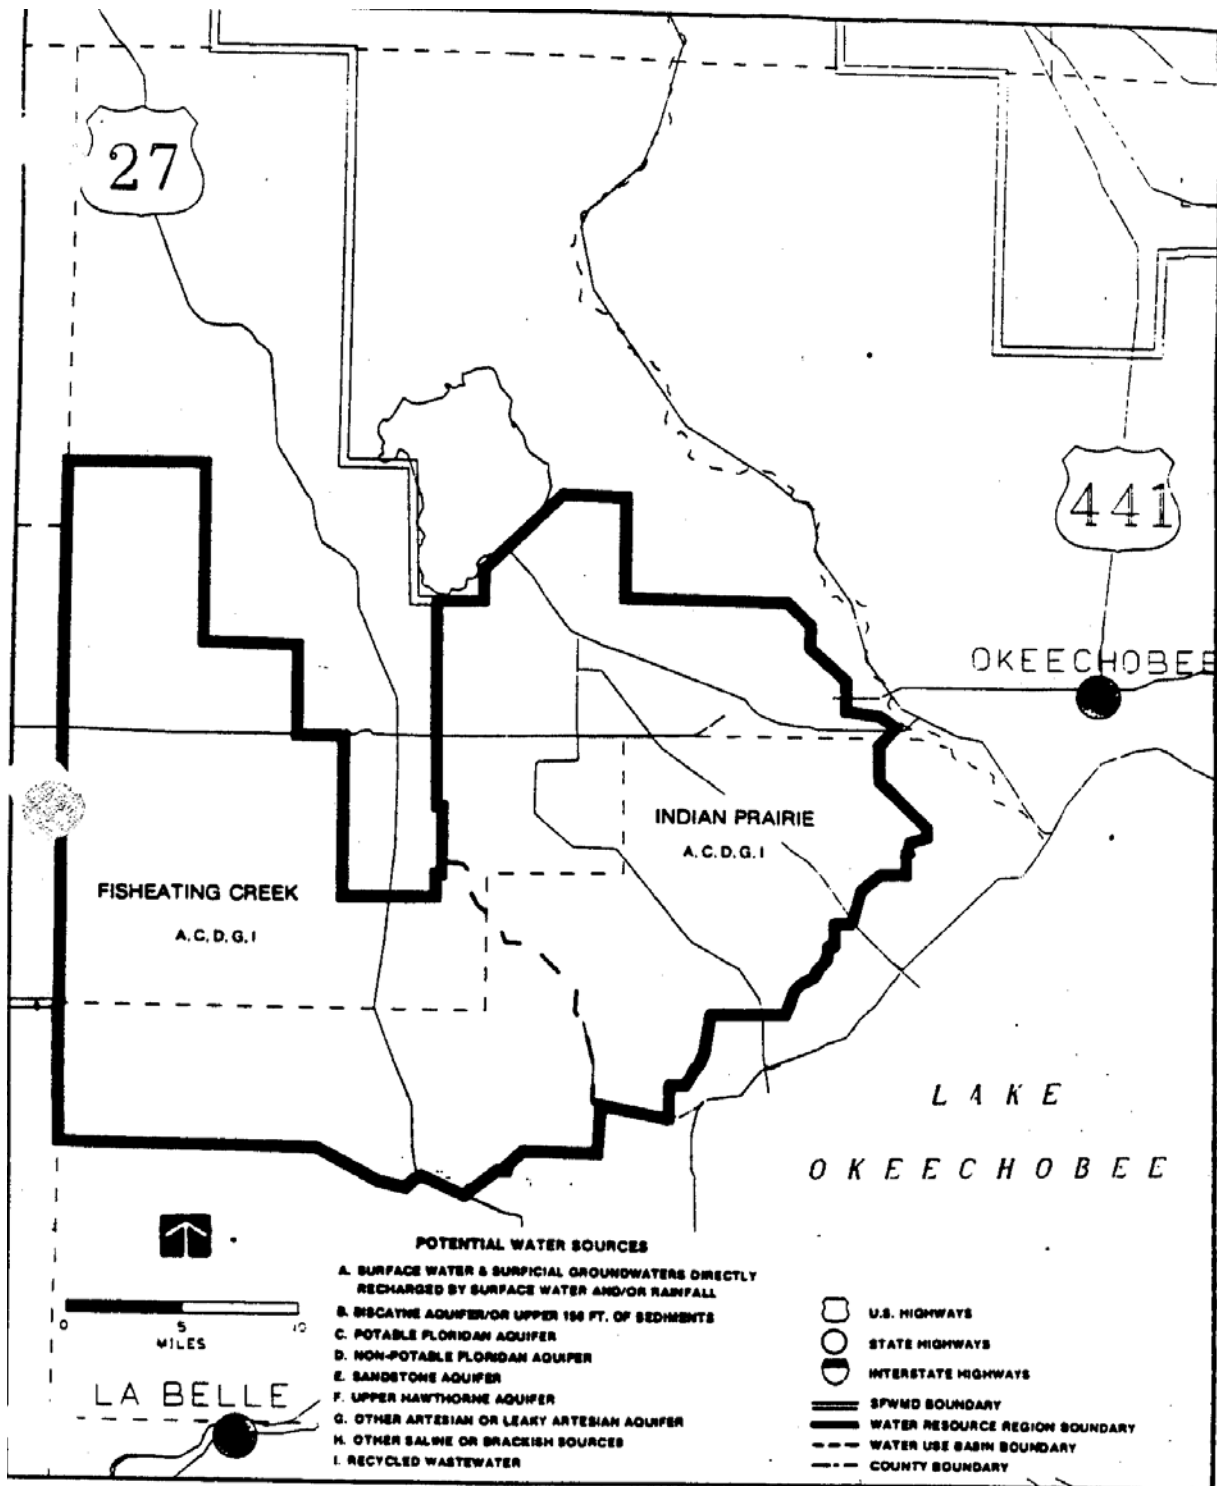 27
441
OKEECHOBEE
INDIAN PRAIRIE
A, C, D, G, I
FISHEATING CREEK
A, C, D, G, I
LAKE
OKEECHOBEE
POTENTIAL WATER SOURCES
A. SURFACE WATER & SURFICIAL GROUNDWATERS DIRECTLY
RECHARGED BY SURFACE WATER AND/OR RAINFALL
B. BISCAYNE AQUIFER/OR UPPER 150 FT. OF SEDIMENTS
C. POTABLE FLORIDAN AQUIFER
D. NON-POTABLE FLORIDAN AQUIFER
E. SANDSTONE AQUIFER
F. UPPER HAWTHORNE AQUIFER
G. OTHER ARTESIAN OR LEAKY ARTESIAN AQUIFER
H. OTHER SALINE OR BRACKISH SOURCES
I. RECYCLED WASTEWATER
0 5 10
MILES
LA BELLE
U.S. HIGHWAYS
STATE HIGHWAYS
INTERSTATE HIGHWAYS
SFWMD BOUNDARY
WATER RESOURCE REGION BOUNDARY
WATER USE BASIN BOUNDARY
COUNTY BOUNDARY